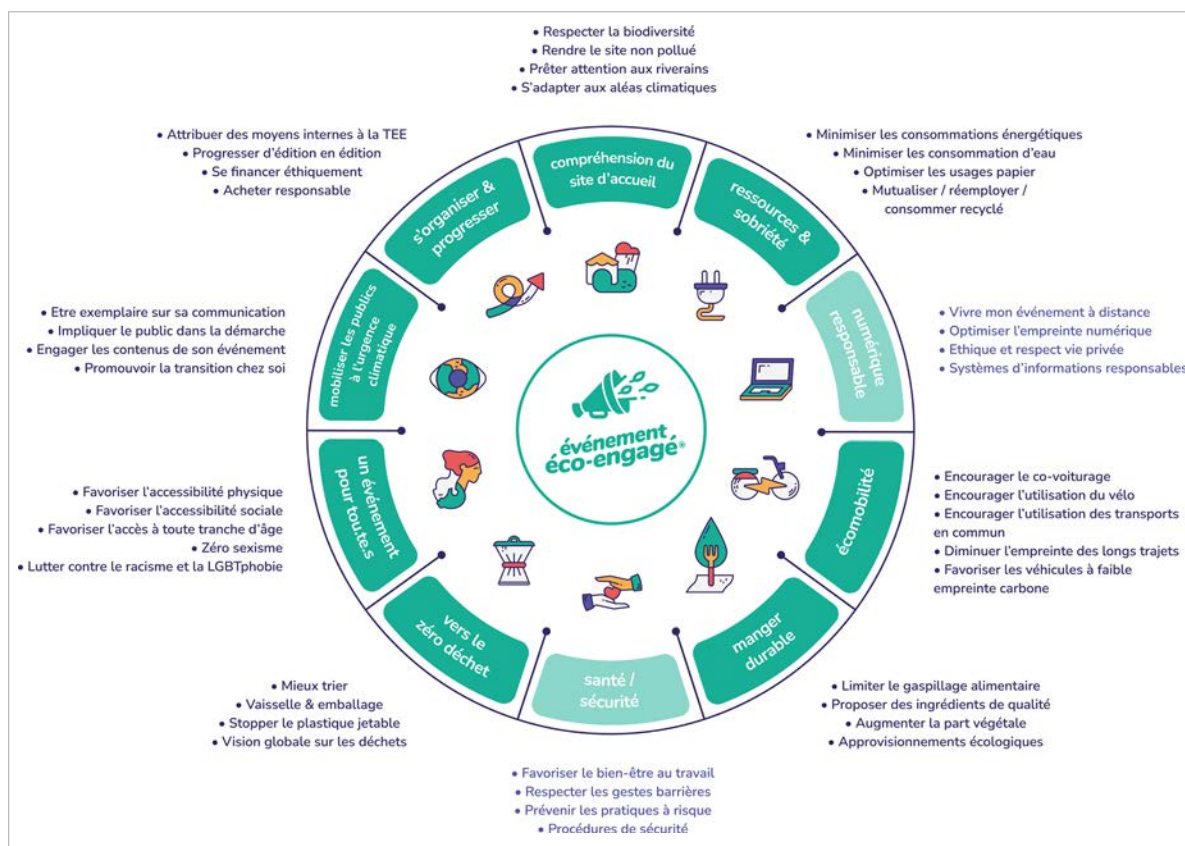 • Respecter la biodiversité
• Rendre le site non pollué
• Prêter attention aux riverains
• S'adapter aux aléas climatiques
compréhension du
site d'accueil
• Minimiser les consommations énergétiques
• Minimiser les consommation d'eau
• Optimiser les usages papier
• Mutualiser / réemployer /
consommer recyclé
ressources &
sobriété
• Vivre mon événement à distance
• Optimiser l'empreinte numérique
• Ethique et respect vie privée
• Systèmes d'informations responsables
numérique
responsable
• Encourager le co-voiturage
• Encourager l'utilisation du vélo
• Encourager l'utilisation des transports
en commun
• Diminuer l'empreinte des longs trajets
• Favoriser les véhicules à faible
empreinte carbone
écomobilité
• Limiter le gaspillage alimentaire
• Proposer des ingrédients de qualité
• Augmenter la part végétale
• Approvisionnements écologiques
manger
durable
santé /
sécurité
• Favoriser le bien-être au travail
• Respecter les gestes barrières
• Prévenir les pratiques à risque
• Procédures de sécurité
vers le
zéro déchet
• Mieux trier
• Vaisselle & emballage
• Stopper le plastique jetable
• Vision globale sur les déchets
un événement
pour tou.te.s
• Favoriser l'accessibilité physique
• Favoriser l'accessibilité sociale
• Favoriser l'accès à toute tranche d'âge
• Zéro sexisme
• Lutter contre le racisme et la LGBTphobie
mobiliser les publics
à l'urgence
climatique
• Etre exemplaire sur sa communication
• Impliquer le public dans la démarche
• Engager les contenus de son événement
• Promouvoir la transition chez soi
s'organiser &
progresser
• Attribuer des moyens internes à la TEE
• Progresser d'édition en édition
• Se financer éthiquement
• Acheter responsable
événement
éco-engagé®